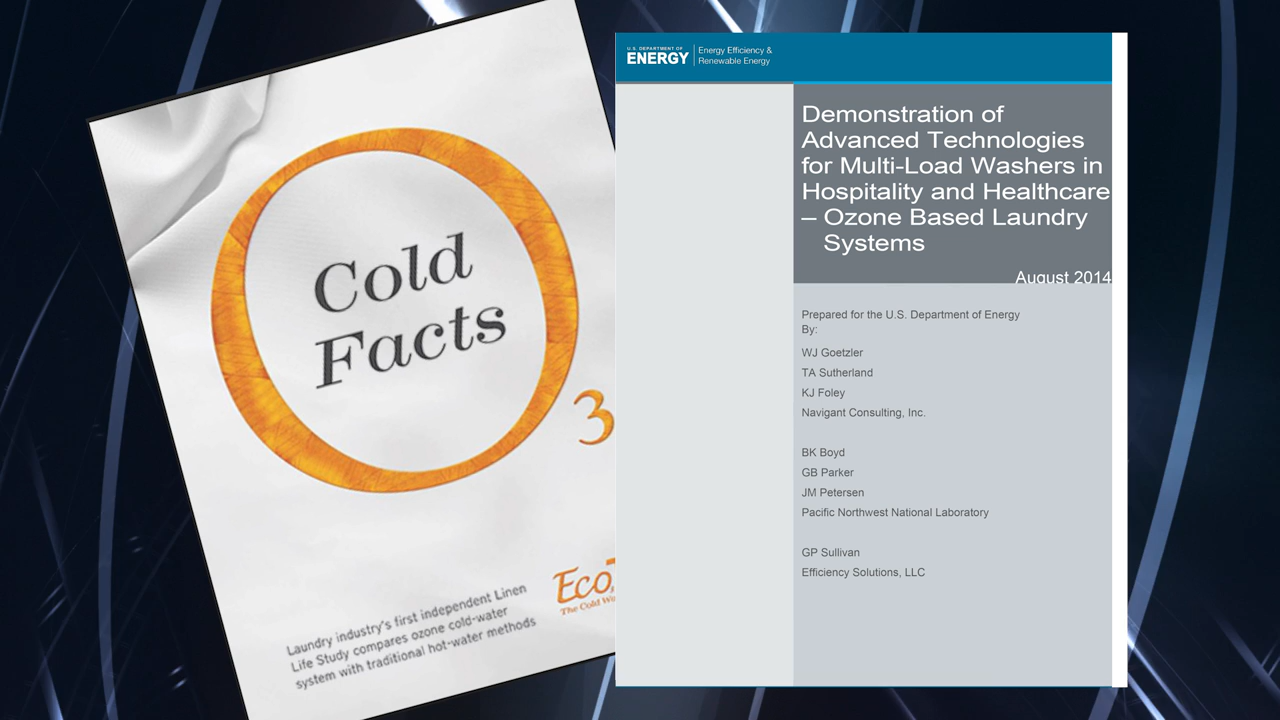 Cold
Facts
O
3
Laundry industry's first independent Linen
Life Study compares ozone cold-water
system with traditional hot-water methods
Eco
The Cold
U.S. DEPARTMENT OF
ENERGY
Energy Efficiency &
Renewable Energy
Demonstration of
Advanced Technologies
for Multi-Load Washers in
Hospitality and Healthcare
– Ozone Based Laundry
Systems
August 2014
Prepared for the U.S. Department of Energy
By:
WJ Goetzler
TA Sutherland
KJ Foley
Navigant Consulting, Inc.
BK Boyd
GB Parker
JM Petersen
Pacific Northwest National Laboratory
GP Sullivan
Efficiency Solutions, LLC